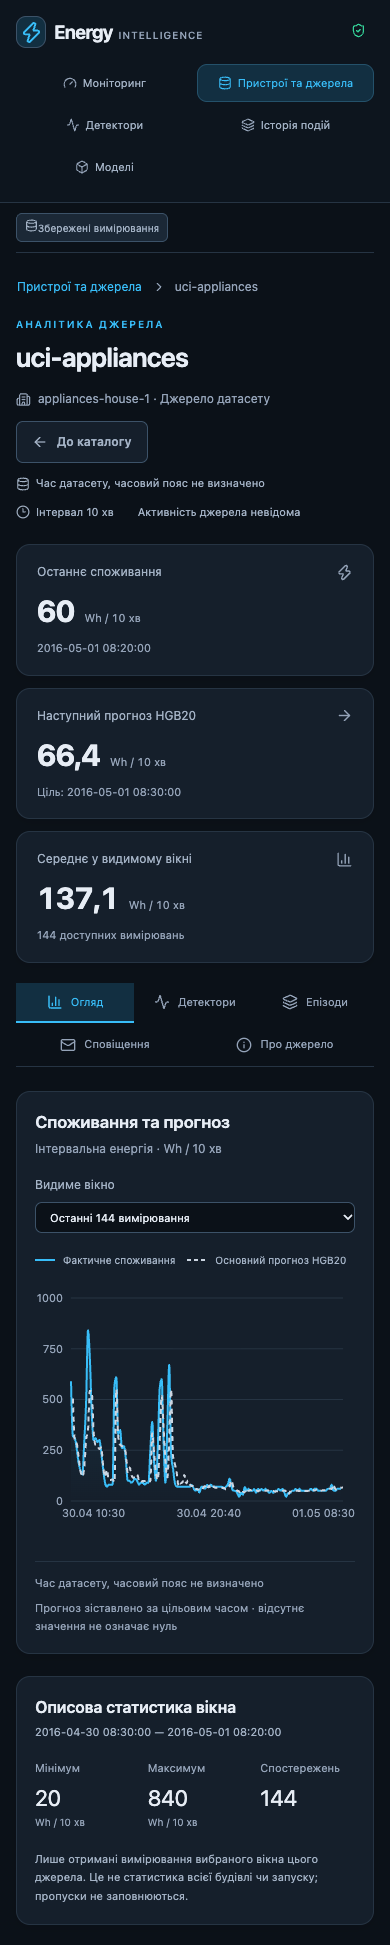 Energy INTELLIGENCE
Моніторинг
Пристрої та джерела
Детектори
Історія подій
Моделі
Збережені вимірювання
Пристрої та джерела > uci-appliances
АНАЛІТИКА ДЖЕРЕЛА
uci-appliances
appliances-house-1 · Джерело датасету
До каталогу
Час датасету, часовий пояс не визначено
Інтервал 10 хв Активність джерела невідома
Останнє споживання
60 Wh / 10 хв
2016-05-01 08:20:00
Наступний прогноз HGB20
66,4 Wh / 10 хв
Ціль: 2016-05-01 08:30:00
Середнє у видимому вікні
137,1 Wh / 10 хв
144 доступних вимірювань
Огляд
Детектори
Епізоди
Сповіщення
Про джерело
Споживання та прогноз
Інтервальна енергія · Wh / 10 хв
Видиме вікно
Останні 144 вимірювання
Фактичне споживання Основний прогноз HGB20
1000
750
500
250
0
30.04 10:30 30.04 20:40 01.05 08:30
Час датасету, часовий пояс не визначено
Прогноз зіставлено за цільовим часом · відсутнє
значення не означає нуль
Описова статистика вікна
2016-04-30 08:30:00 — 2016-05-01 08:20:00
Мінімум Максимум Спостережень
20 840 144
Wh / 10 хв Wh / 10 хв
Лише отримані вимірювання вибраного вікна цього
джерела. Це не статистика всієї будівлі чи запуску;
пропуски не заповнюються.